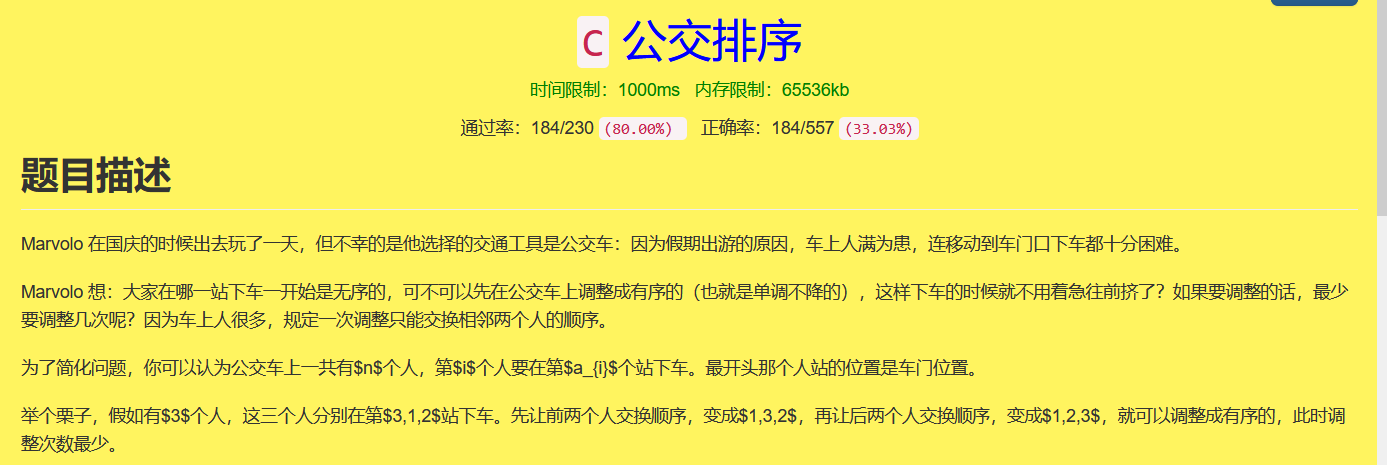 C 公交排序
时间限制：1000ms 内存限制：65536kb
通过率：184/230 (80.00%) 正确率：184/557 (33.03%)
题目描述
Marvolo 在国庆的时候出去玩了一天，但不幸的是他选择的交通工具是公交车：因为假期出游的原因，车上人满为患，连移动到车门口下车都十分困难。
Marvolo 想：大家在哪一站下车一开始是无序的，可不可以先在公交车上调整成有序的（也就是单调不降的），这样下车的时候就不用着急往前挤了？如果要调整的话，最少
要调整几次呢？因为车上人很多，规定一次调整只能交换相邻两个人的顺序。
为了简化问题，你可以认为公交车上一共有$n$个人，第$i$个人要在第$a_{i}$个站下车。最开头那个人站的位置是车门位置。
举个栗子，假如有$3$个人，这三个人分别在第$3,1,2$站下车。先让前两个人交换顺序，变成$1,3,2$，再让后两个人交换顺序，变成$1,2,3$，就可以调整成有序的，此时调
整次数最少。